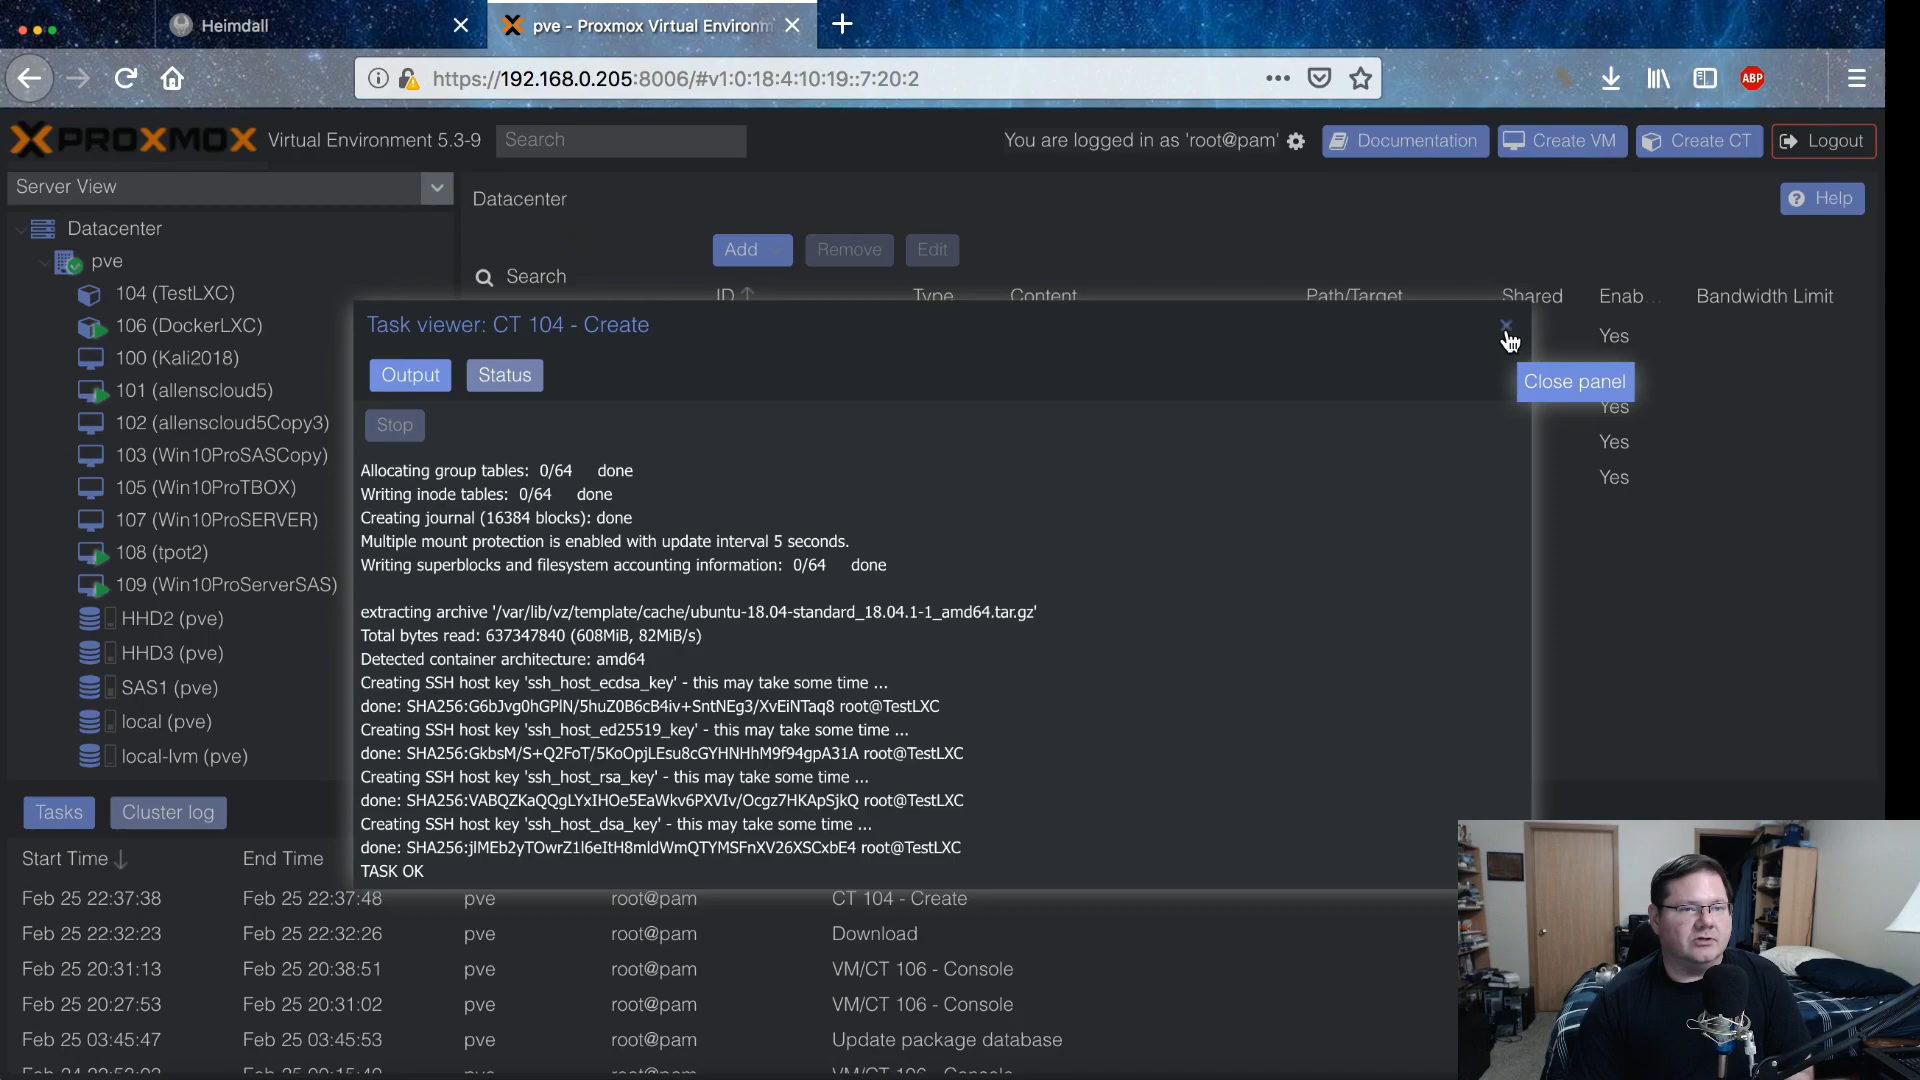 Heimdall
pve - Proxmox Virtual Environm
https://192.168.0.205:8006/#v1:0:18:4:10:19::7:20:2
ABP
PROXMOX Virtual Environment 5.3-9
Search
You are logged in as 'root@pam'
Documentation
Create VM
Create CT
Logout
Server View
Datacenter
Help
Datacenter
pve
104 (TestLXC)
106 (DockerLXC)
100 (Kali2018)
101 (allenscloud5)
102 (allenscloud5Copy3)
103 (Win10ProSASCopy)
105 (Win10ProTBOX)
107 (Win10ProSERVER)
108 (tpot2)
109 (Win10ProServerSAS)
HHD2 (pve)
HHD3 (pve)
SAS1 (pve)
local (pve)
local-lvm (pve)
Add
Remove
Edit
Search
ID
Type
Content
Path/Target
Shared
Enab...
Bandwidth Limit
Yes
Yes
Yes
Yes
Task viewer: CT 104 - Create
Close panel
Output
Status
Stop
Allocating group tables: 0/64 done
Writing inode tables: 0/64 done
Creating journal (16384 blocks): done
Multiple mount protection is enabled with update interval 5 seconds.
Writing superblocks and filesystem accounting information: 0/64 done
extracting archive '/var/lib/vz/template/cache/ubuntu-18.04-standard_18.04.1-1_amd64.tar.gz'
Total bytes read: 637347840 (608MiB, 82MiB/s)
Detected container architecture: amd64
Creating SSH host key 'ssh_host_ecdsa_key' - this may take some time ...
done: SHA256:G6bJvg0hGPlN/5huZ0B6cB4iv+SntNEg3/XvEiNTaq8 root@TestLXC
Creating SSH host key 'ssh_host_ed25519_key' - this may take some time ...
done: SHA256:GkbsM/S+Q2FoT/5KoOpjLEsu8cGYHNHhM9f94gpA31A root@TestLXC
Creating SSH host key 'ssh_host_rsa_key' - this may take some time ...
done: SHA256:VABQZKaQQgLYxIHOe5EaWkv6PXVIv/Ocgz7HKApSjkQ root@TestLXC
Creating SSH host key 'ssh_host_dsa_key' - this may take some time ...
done: SHA256:jlMEb2yTOwrZ1l6eItH8mldWmQTYMSFnXV26XSCxbE4 root@TestLXC
TASK OK
Tasks
Cluster log
Start Time
End Time
Feb 25 22:37:38 Feb 25 22:37:48 pve root@pam CT 104 - Create
Feb 25 22:32:23 Feb 25 22:32:26 pve root@pam Download
Feb 25 20:31:13 Feb 25 20:38:51 pve root@pam VM/CT 106 - Console
Feb 25 20:27:53 Feb 25 20:31:02 pve root@pam VM/CT 106 - Console
Feb 25 03:45:47 Feb 25 03:45:53 pve root@pam Update package database